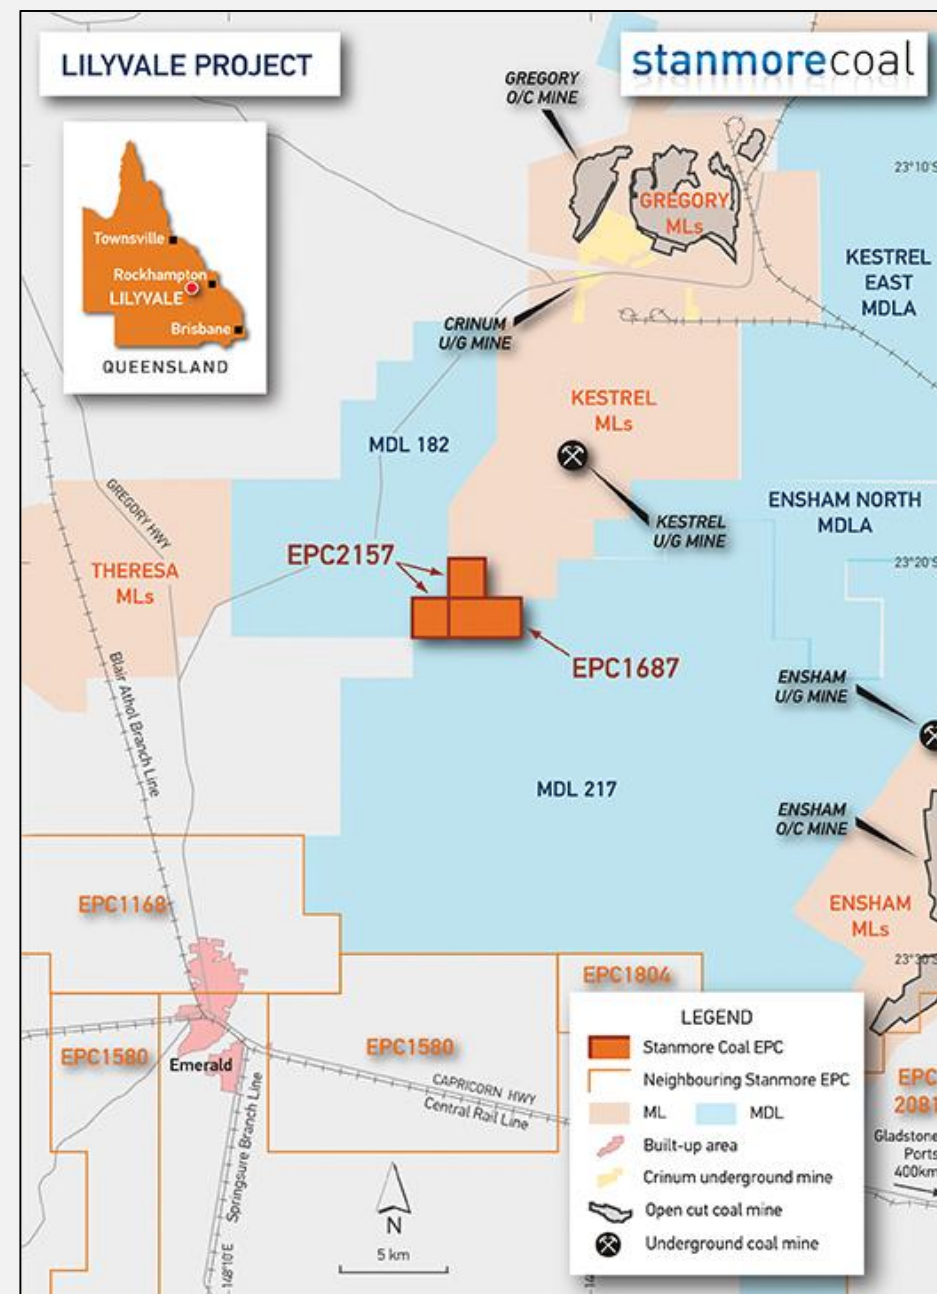 LILYVALE PROJECT
stanmorecoal
GREGORY
O/C MINE
23°10'S
Townsville
Rockhampton
LILYVALE
Brisbane
QUEENSLAND
GREGORY
MLs
KESTREL
EAST
MDLA
CRINUM
U/G MINE
KESTREL
MLs
MDL 182
GREGORY HWY
ENSHAM NORTH
MDLA
KESTREL
U/G MINE
EPC2157
23°20'S
THERESA
MLs
EPC1687
Blair Athol Branch Line
ENSHAM
U/G MINE
MDL 217
ENSHAM
O/C MINE
EPC1168
ENSHAM
MLs
23°30'S
EPC1804
EPC1580
Emerald
EPC1580
CAPRICORN HWY
Central Rail Line
Springsure Branch Line
LEGEND
Stanmore Coal EPC
Neighbouring Stanmore EPC
ML
MDL
Built-up area
Crinum underground mine
Open cut coal mine
Underground coal mine
EPC
2081
Gladstone
Ports
400km
N
5 km
148°10'E